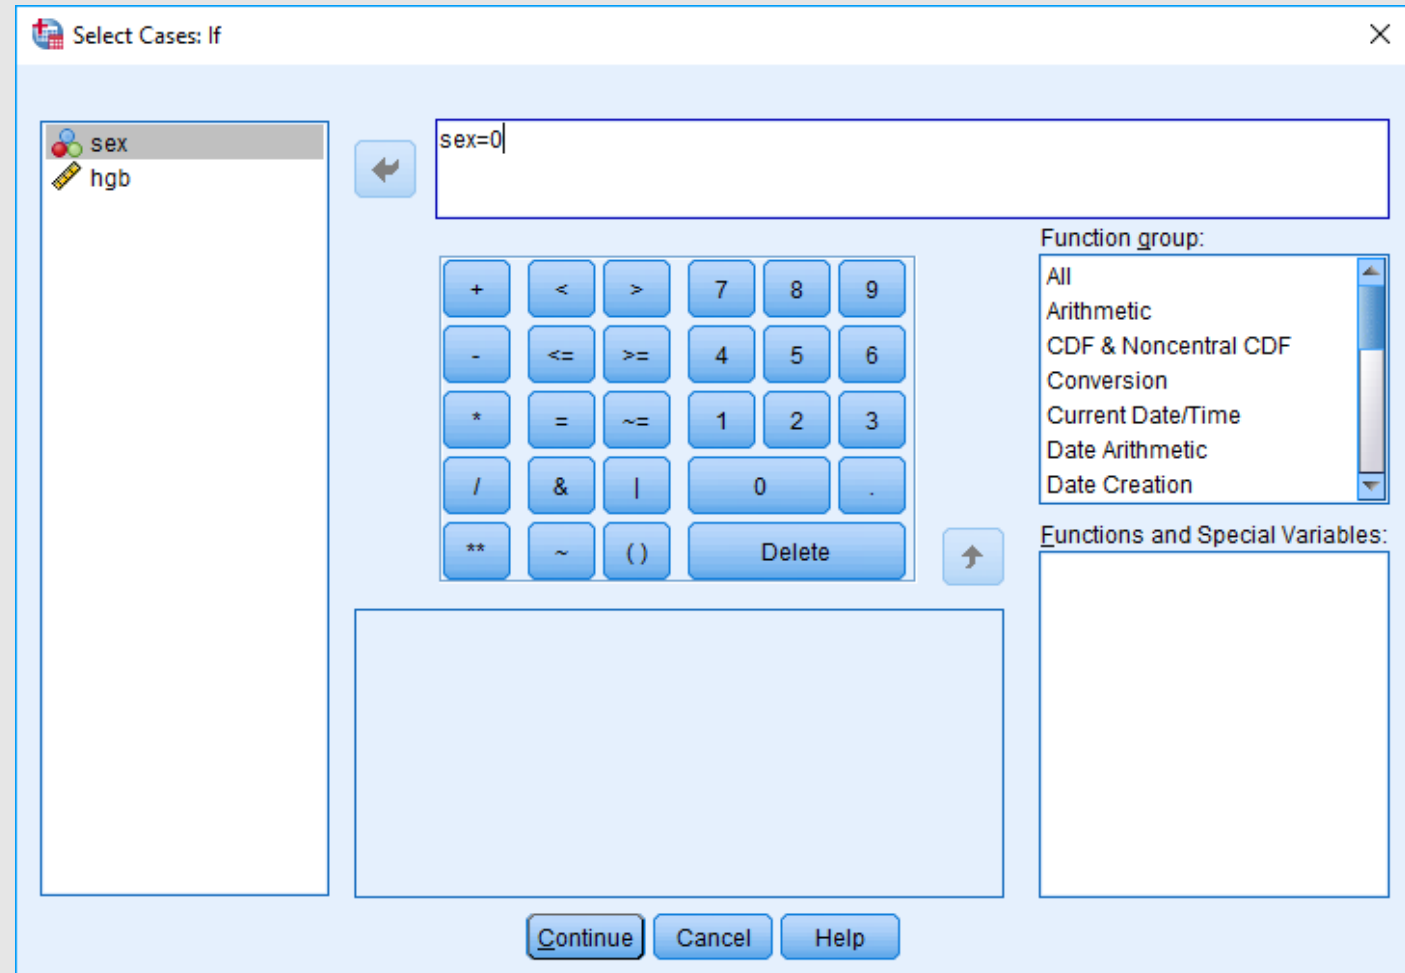 Select Cases: If
sex
hgb
sex=0
Function group:
All
Arithmetic
CDF & Noncentral CDF
Conversion
Current Date/Time
Date Arithmetic
Date Creation
+ < > 7 8 9
- <= >= 4 5 6
* = ~= 1 2 3
/ & | 0 .
** ~ ( ) Delete
Functions and Special Variables:
Continue Cancel Help